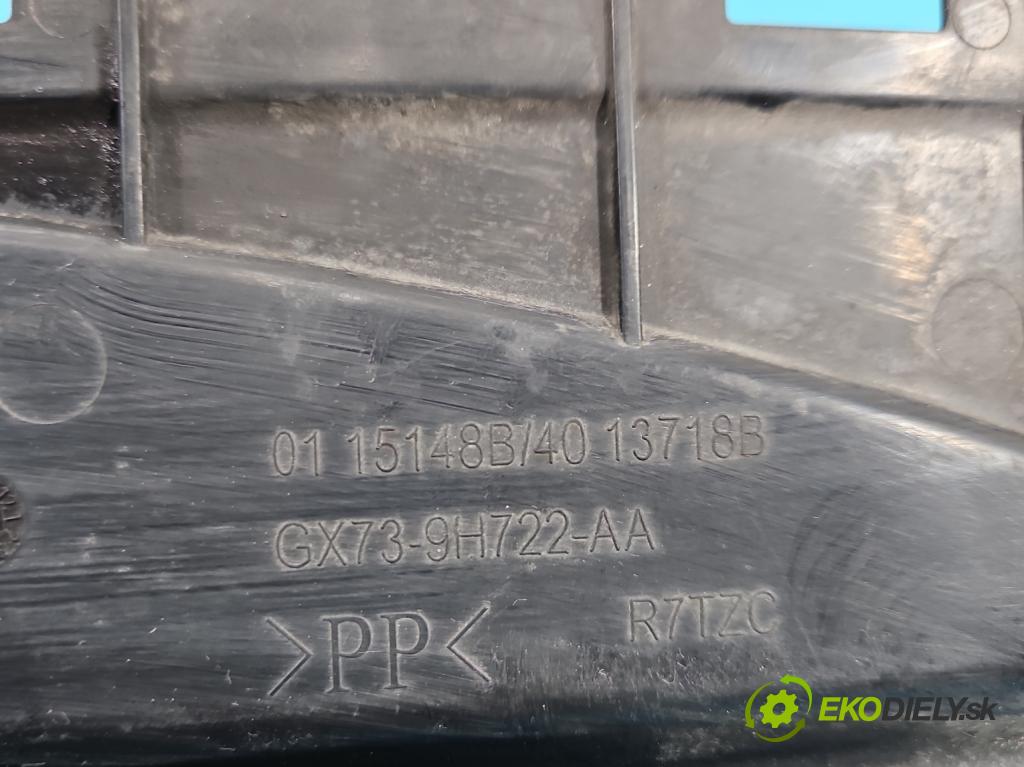 01 15148B/40 13718B
GX73-9H722-AA
>PP<
R7TZC
EKODIELY.sk